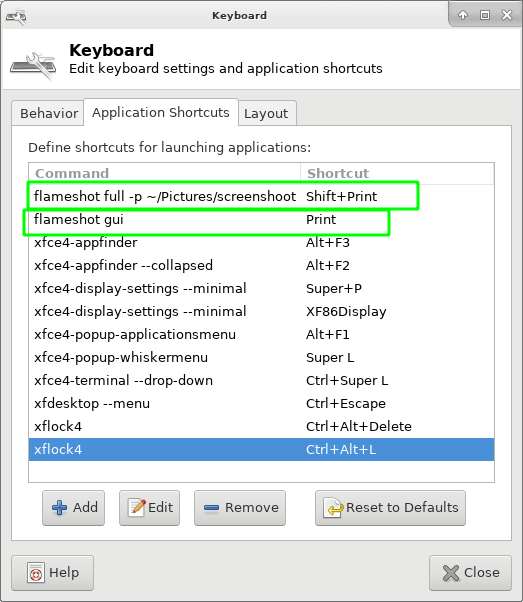 Keyboard
Keyboard
Edit keyboard settings and application shortcuts
Behavior Application Shortcuts Layout
Define shortcuts for launching applications:
Command Shortcut
flameshot full -p ~/Pictures/screenshoot Shift+Print
flameshot gui Print
xfce4-appfinder Alt+F3
xfce4-appfinder --collapsed Alt+F2
xfce4-display-settings --minimal Super+P
xfce4-display-settings --minimal XF86Display
xfce4-popup-applicationsmenu Alt+F1
xfce4-popup-whiskermenu Super L
xfce4-terminal --drop-down Ctrl+Super L
xfdesktop --menu Ctrl+Escape
xflock4 Ctrl+Alt+Delete
xflock4 Ctrl+Alt+L
Add Edit Remove Reset to Defaults
Help Close